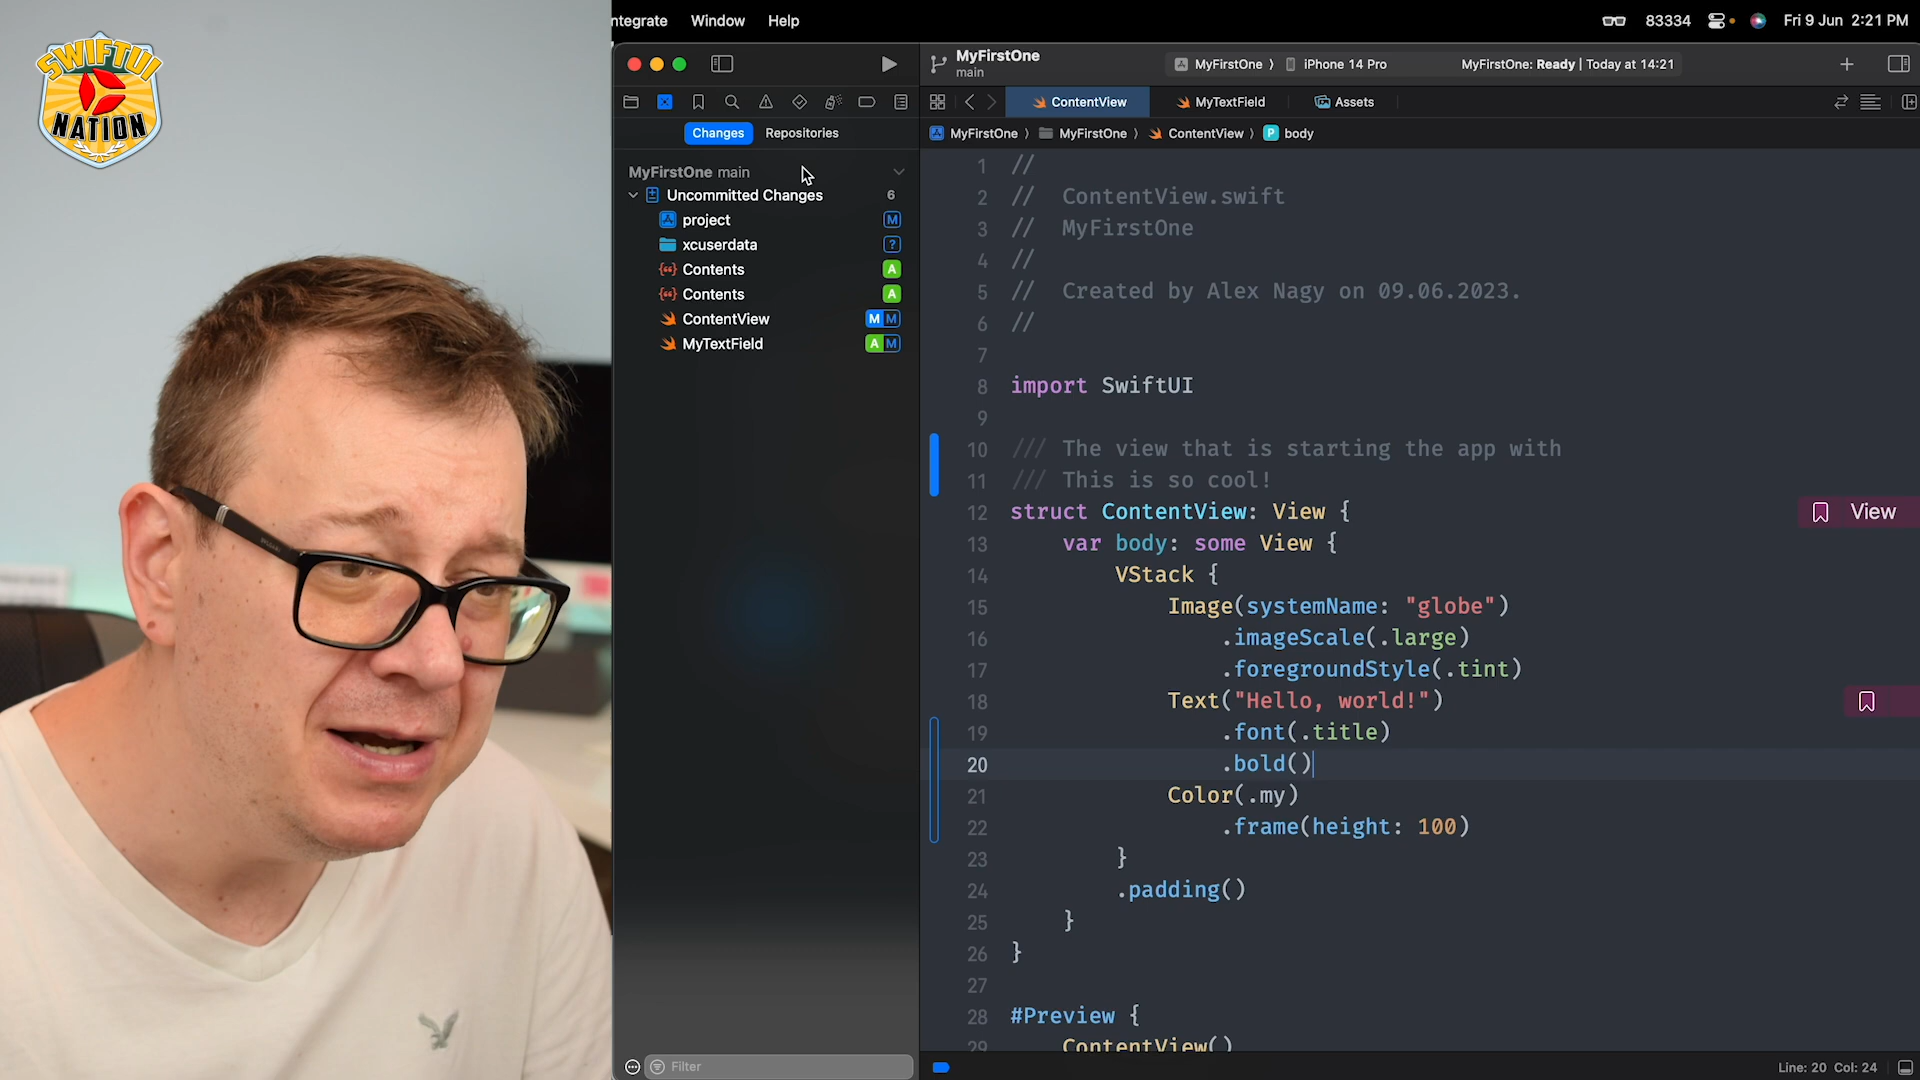 SWIFTUI
NATION
ntegrate Window Help
83334 Fri 9 Jun 2:21 PM
MyFirstOne
main
MyFirstOne ⟩ iPhone 14 Pro
MyFirstOne: Ready | Today at 14:21
ContentView MyTextField Assets
Changes Repositories
MyFirstOne ⟩ MyFirstOne ⟩ ContentView ⟩ P body
MyFirstOne main
Uncommitted Changes 6
project M
xcuserdata ?
Contents A
Contents A
ContentView M M
MyTextField A M
Filter
1 //
2 // ContentView.swift
3 // MyFirstOne
4 //
5 // Created by Alex Nagy on 09.06.2023.
6 //
7
8 import SwiftUI
9
10 /// The view that is starting the app with
11 /// This is so cool!
12 struct ContentView: View {
View
13 var body: some View {
14 VStack {
15 Image(systemName: "globe")
16 .imageScale(.large)
17 .foregroundStyle(.tint)
18 Text("Hello, world!")
19 .font(.title)
20 .bold()
21 Color(.my)
22 .frame(height: 100)
23 }
24 .padding()
25 }
26 }
27
28 #Preview {
29 ContentView()
Line: 20 Col: 24